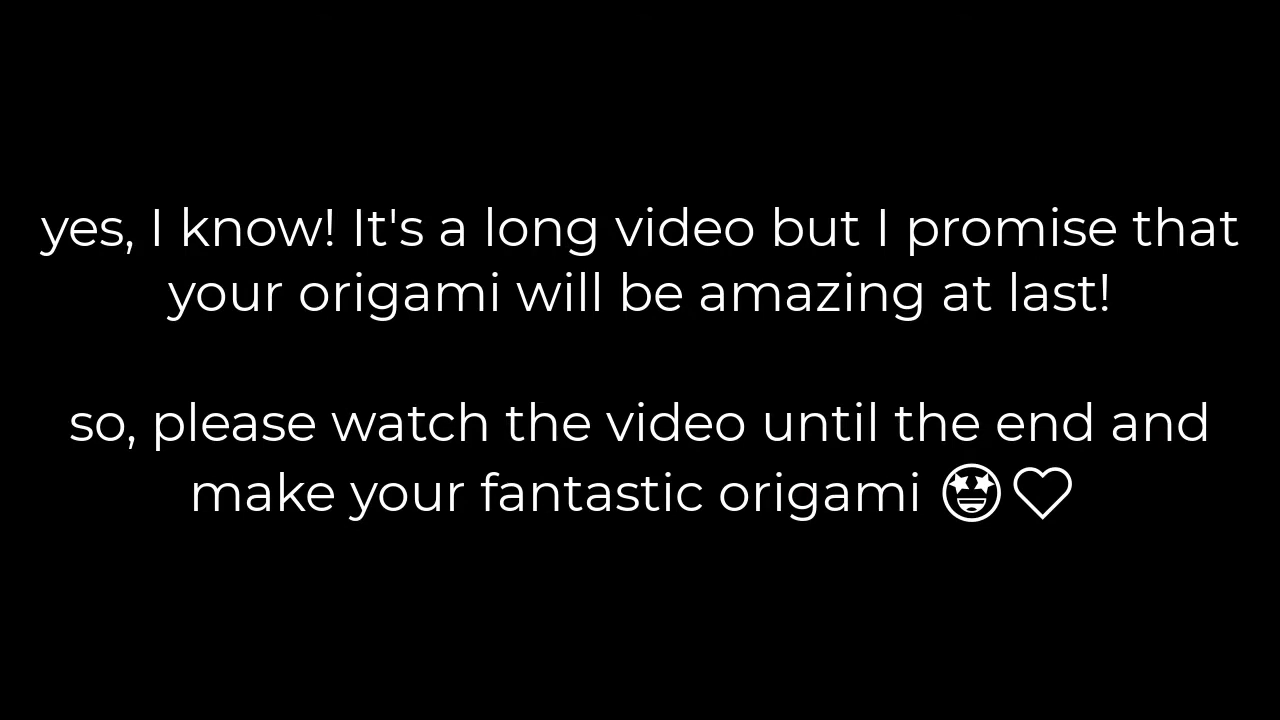 yes, I know! It's a long video but I promise that
your origami will be amazing at last!
so, please watch the video until the end and
make your fantastic origami 🤩♡